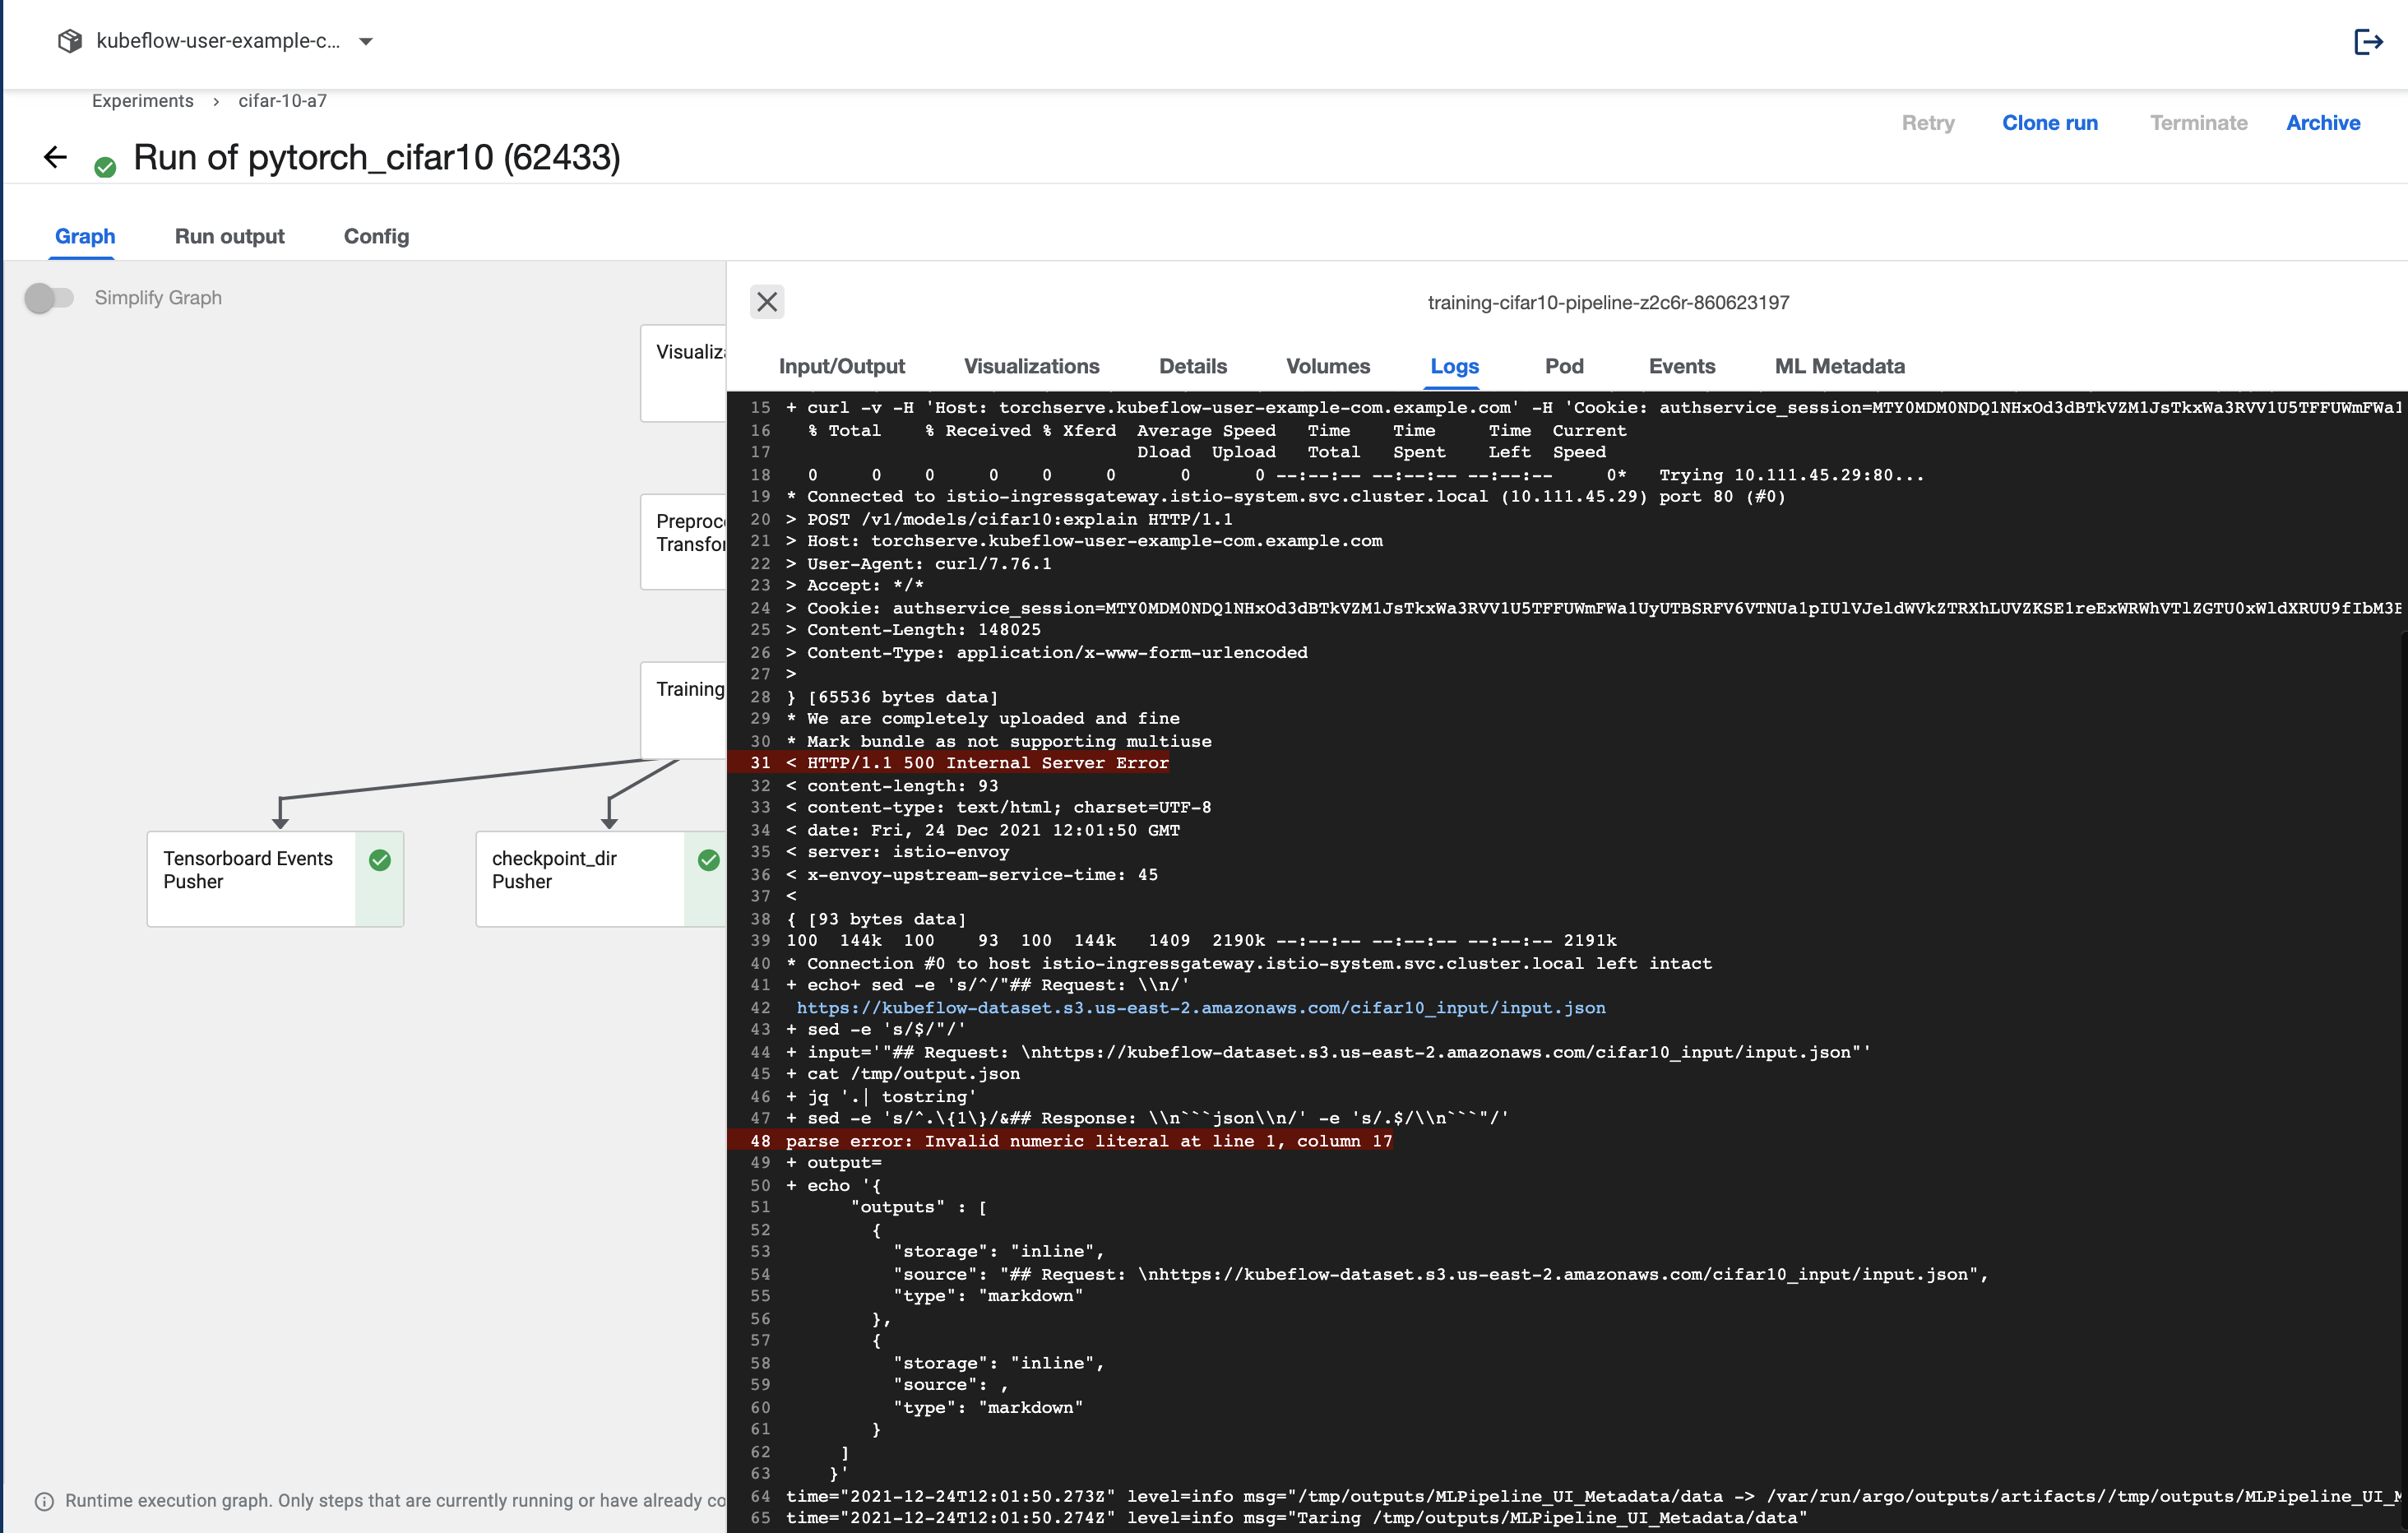 kubeflow-user-example-c...
Experiments > cifar-10-a7
Retry Clone run Terminate Archive
Run of pytorch_cifar10 (62433)
Graph Run output Config
Simplify Graph
training-cifar10-pipeline-z2c6r-860623197
Input/Output Visualizations Details Volumes Logs Pod Events ML Metadata
Visualiz
Preproc
Transfor
Training
Tensorboard Events
Pusher
checkpoint_dir
Pusher
Runtime execution graph. Only steps that are currently running or have already co
15 + curl -v -H 'Host: torchserve.kubeflow-user-example-com.example.com' -H 'Cookie:
16 % Total % Received % Xferd Average Speed Time Time Time Current
17 Dload Upload Total Spent Left Speed
18 0 0 0 0 0 0 0 0 --:--:-- --:--:-- --:--:-- 0* Trying 10.111.45.29:80...
19 * Connected to istio-ingressgateway.istio-system.svc.cluster.local (10.111.45.29) port 80 (#0)
20 > POST /v1/models/cifar10:explain HTTP/1.1
21 > Host: torchserve.kubeflow-user-example-com.example.com
22 > User-Agent: curl/7.76.1
23 > Accept: */*
24 > Cookie:
25 > Content-Length: 148025
26 > Content-Type: application/x-www-form-urlencoded
27 >
28 } [65536 bytes data]
29 * We are completely uploaded and fine
30 * Mark bundle as not supporting multiuse
31 < HTTP/1.1 500 Internal Server Error
32 < content-length: 93
33 < content-type: text/html; charset=UTF-8
34 < date: Fri, 24 Dec 2021 12:01:50 GMT
35 < server: istio-envoy
36 < x-envoy-upstream-service-time: 45
37 <
38 { [93 bytes data]
39 100 144k 100 93 100 144k 1409 2190k --:--:-- --:--:-- --:--:-- 2191k
40 * Connection #0 to host istio-ingressgateway.istio-system.svc.cluster.local left intact
41 + echo+ sed -e 's/^/"## Request: \\n/'
42 https://kubeflow-dataset.s3.us-east-2.amazonaws.com/cifar10_input/input.json
43 + sed -e 's/$/"/'
44 + input='"## Request: \nhttps://kubeflow-dataset.s3.us-east-2.amazonaws.com/cifar10_input/input.json"'
45 + cat /tmp/output.json
46 + jq '.| tostring'
47 + sed -e 's/^.\{1\}/&## Response: \\n```json\\n/' -e 's/.$/\\n```"/'
48 parse error: Invalid numeric literal at line 1, column 17
49 + output=
50 + echo '{
51 "outputs" : [
52 {
53 "storage": "inline",
54 "source": "## Request: \nhttps://kubeflow-dataset.s3.us-east-2.amazonaws.com/cifar10_input/input.json",
55 "type": "markdown"
56 },
57 {
58 "storage": "inline",
59 "source": ,
60 "type": "markdown"
61 }
62 ]
63 }'
64 time="2021-12-24T12:01:50.273Z" level=info msg="/tmp/outputs/MLPipeline_UI_Metadata/data -> /var/run/argo/outputs/artifacts//tmp/outputs/MLPipeline_UI_M
65 time="2021-12-24T12:01:50.274Z" level=info msg="Taring /tmp/outputs/MLPipeline_UI_Metadata/data"